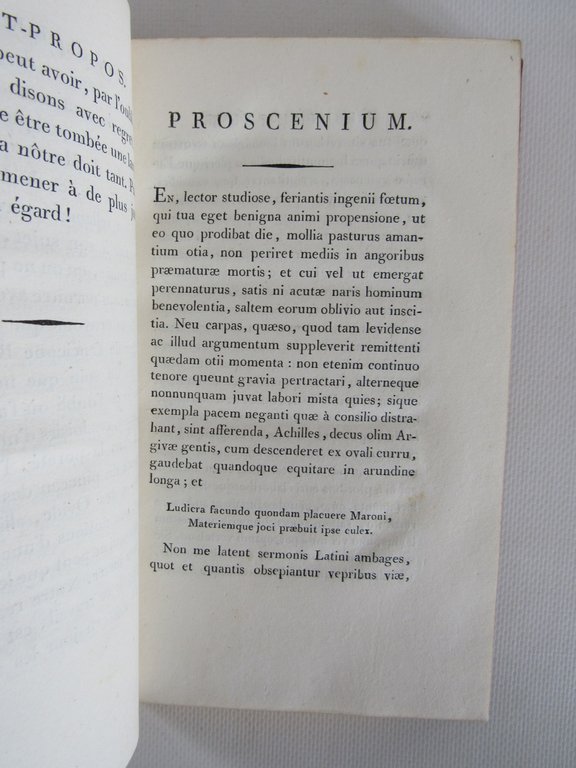 T-PROPOS.
peut avoir, par l'oubl
disons avec regre
e être tombée une
a nôtre doit tant.
mener à de plus
égard !
PROSCENIUM.
EN, lector studiose, feriantis ingenii fœtum,
qui tua eget benigna animi propensione, ut
eo quo prodibat die, mollia pasturus aman-
tium otia, non periret mediis in angoribus
præmaturæ mortis; et cui vel ut emergat
perennaturus, satis ni acutæ naris hominum
benevolentia, saltem eorum oblivio aut insci-
tia. Neu carpas, quæso, quod tam levidense
ac illud argumentum suppleverit remittenti
quædam otii momenta : non etenim continuo
tenore queunt gravia pertractari, alterneque
nonnunquam juvat labori mista quies; sique
exempla pacem neganti quæ à consilio distra-
hant, sint afferenda, Achilles, decus olim Ar-
givæ gentis, cum descenderet ex ovali curru,
gaudebat quandoque equitare in arundine
longa; et
Ludicra facundo quondam placuere Maroni,
Materiemque joci præbuit ipse culex.
Non me latent sermonis Latini ambages,
quot et quantis obsepiantur vepribus viæ,